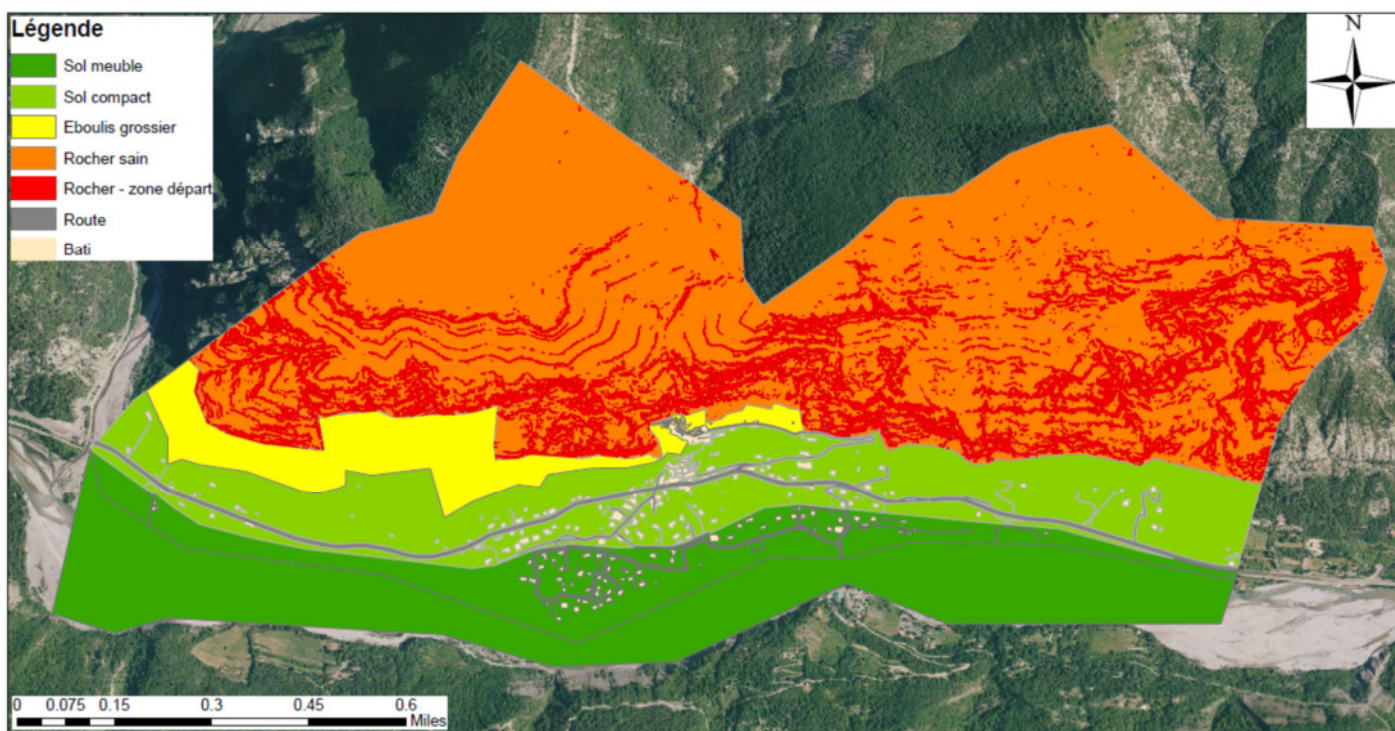 Légende
Sol meuble
Sol compact
Eboulis grossier
Rocher sain
Rocher - zone départ
Route
Bati
N
0 0.075 0.15 0.3 0.45 0.6
Miles